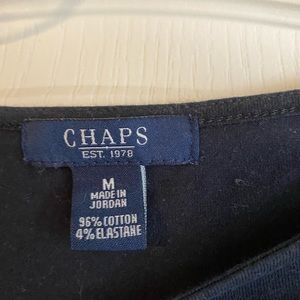 CHAPS
EST. 1978
M
MADE IN
JORDAN
96% COTTON
4% ELASTANE